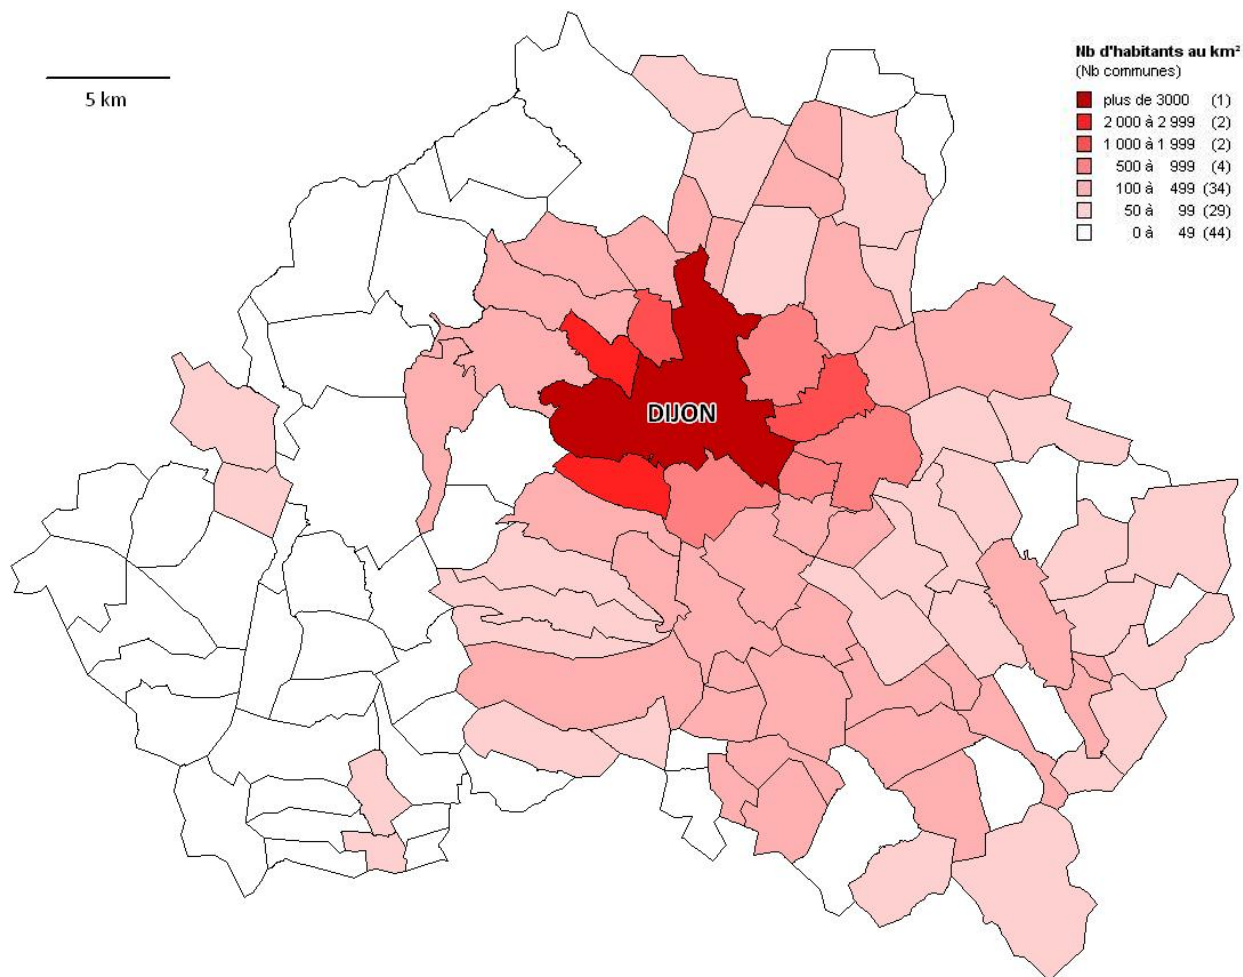 Nb d'habitants au km²
(Nb communes)
5 km
plus de 3000 (1)
2 000 à 2 999 (2)
1 000 à 1 999 (2)
500 à 999 (4)
100 à 499 (34)
50 à 99 (29)
0 à 49 (44)
DIJON